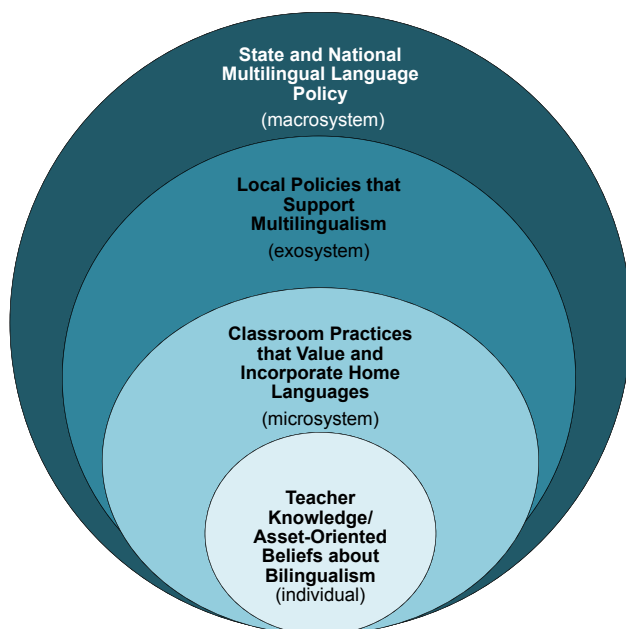 State and National
Multilingual Language
Policy
(macrosystem)
Local Policies that
Support
Multilingualism
(exosystem)
Classroom Practices
that Value and
Incorporate Home
Languages
(microsystem)
Teacher
Knowledge/
Asset-Oriented
Beliefs about
Bilingualism
(individual)